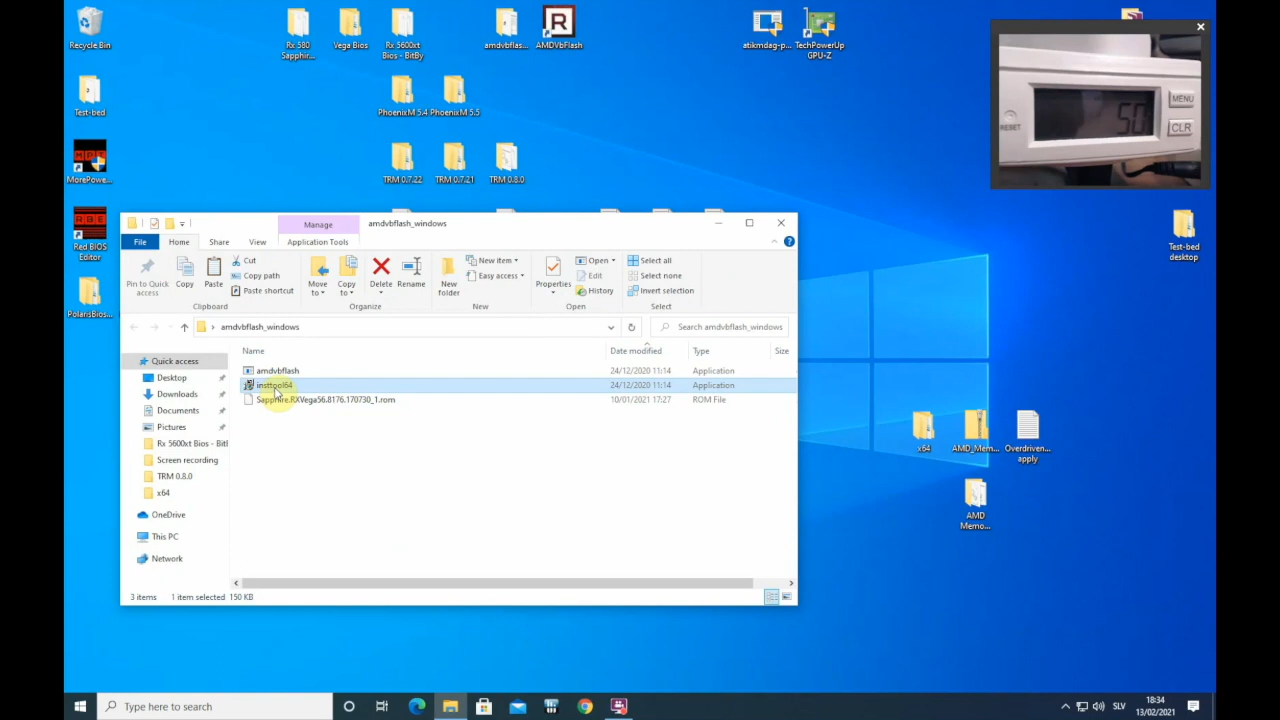 Recycle Bin
Rx 580
Sapphir...
Vega Bios
Rx 5600xt
Bios - BitBy
amdvbflas...
AMDVbFlash
atikmdag-p...
TechPowerUp
GPU-Z
Test-bed
PhoenixM 5.4
PhoenixM 5.5
MPT
MorePowe...
TRM 0.7.22
TRM 0.7.21
TRM 0.8.0
RBE
Red BIOS
Editor
PolarisBios...
RESET
50
MENU
CLR
Test-bed
desktop
Manage
amdvbflash_windows
File
Home
Share
View
Application Tools
Pin to Quick
access
Copy
Paste
Cut
Copy path
Paste shortcut
Clipboard
Move
to
Copy
to
Delete
Rename
Organize
New
folder
New item
Easy access
New
Properties
Open
Edit
History
Open
Select all
Select none
Invert selection
Select
amdvbflash_windows
Search amdvbflash_windows
Name
Date modified
Type
Size
Quick access
Desktop
Downloads
Documents
Pictures
Rx 5600xt Bios - Bitl
Screen recording
TRM 0.8.0
x64
OneDrive
This PC
Network
amdvbflash 24/12/2020 11:14 Application
insttool64 24/12/2020 11:14 Application
Sapphire.RXVega56.8176.170730_1.rom 10/01/2021 17:27 ROM File
3 items
1 item selected 150 KB
x64
AMD_Mem...
Overdriven...
apply
AMD
Memo...
Type here to search
SLV
18:34
13/02/2021